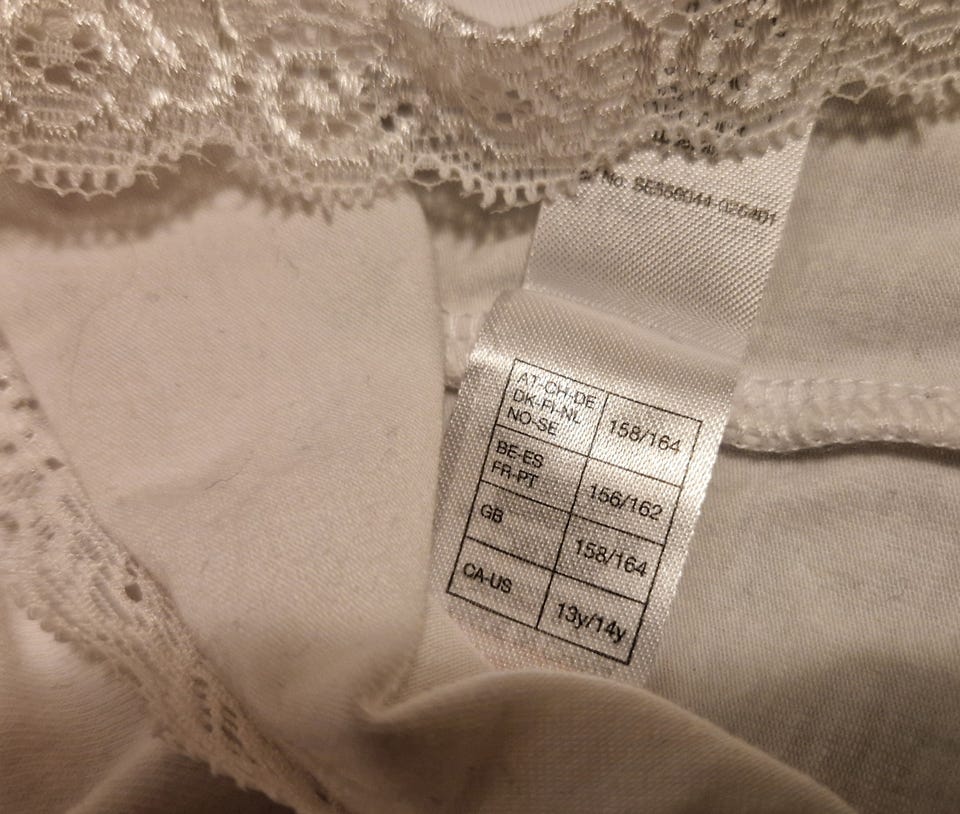 No. SE556044-026401
AT-CH-DE
DK-FI-NL
NO-SE
158/164
BE-ES
FR-PT
156/162
GB
158/164
CA-US
13y/14y